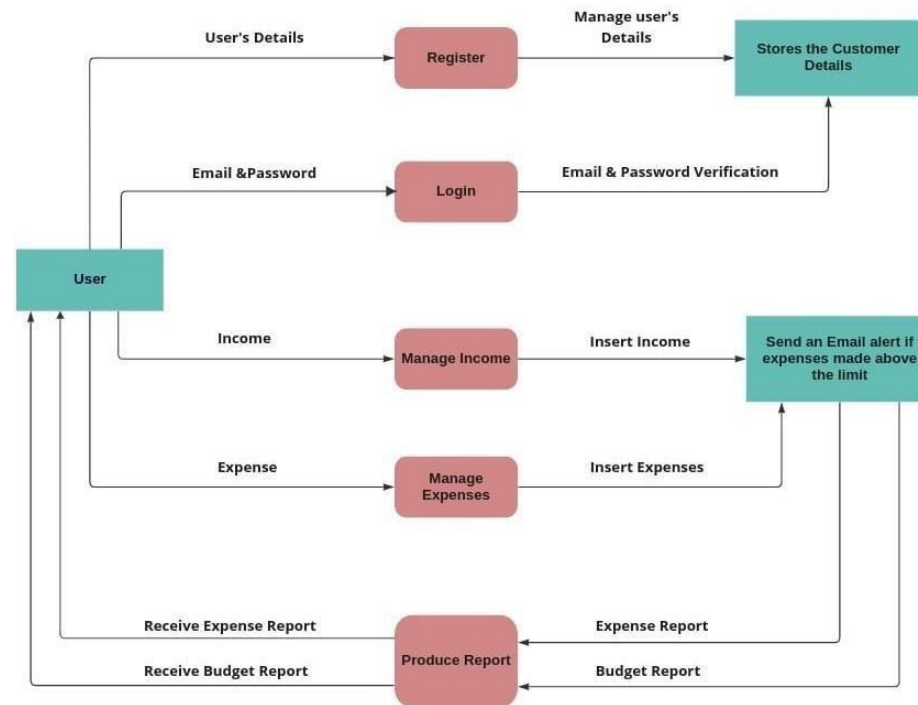 User's Details
Manage user's
Details
Register
Stores the Customer
Details
Email &Password
Login
Email & Password Verification
User
Income
Manage Income
Insert Income
Send an Email alert if
expenses made above
the limit
Expense
Manage
Expenses
Insert Expenses
Receive Expense Report
Expense Report
Produce Report
Receive Budget Report
Budget Report